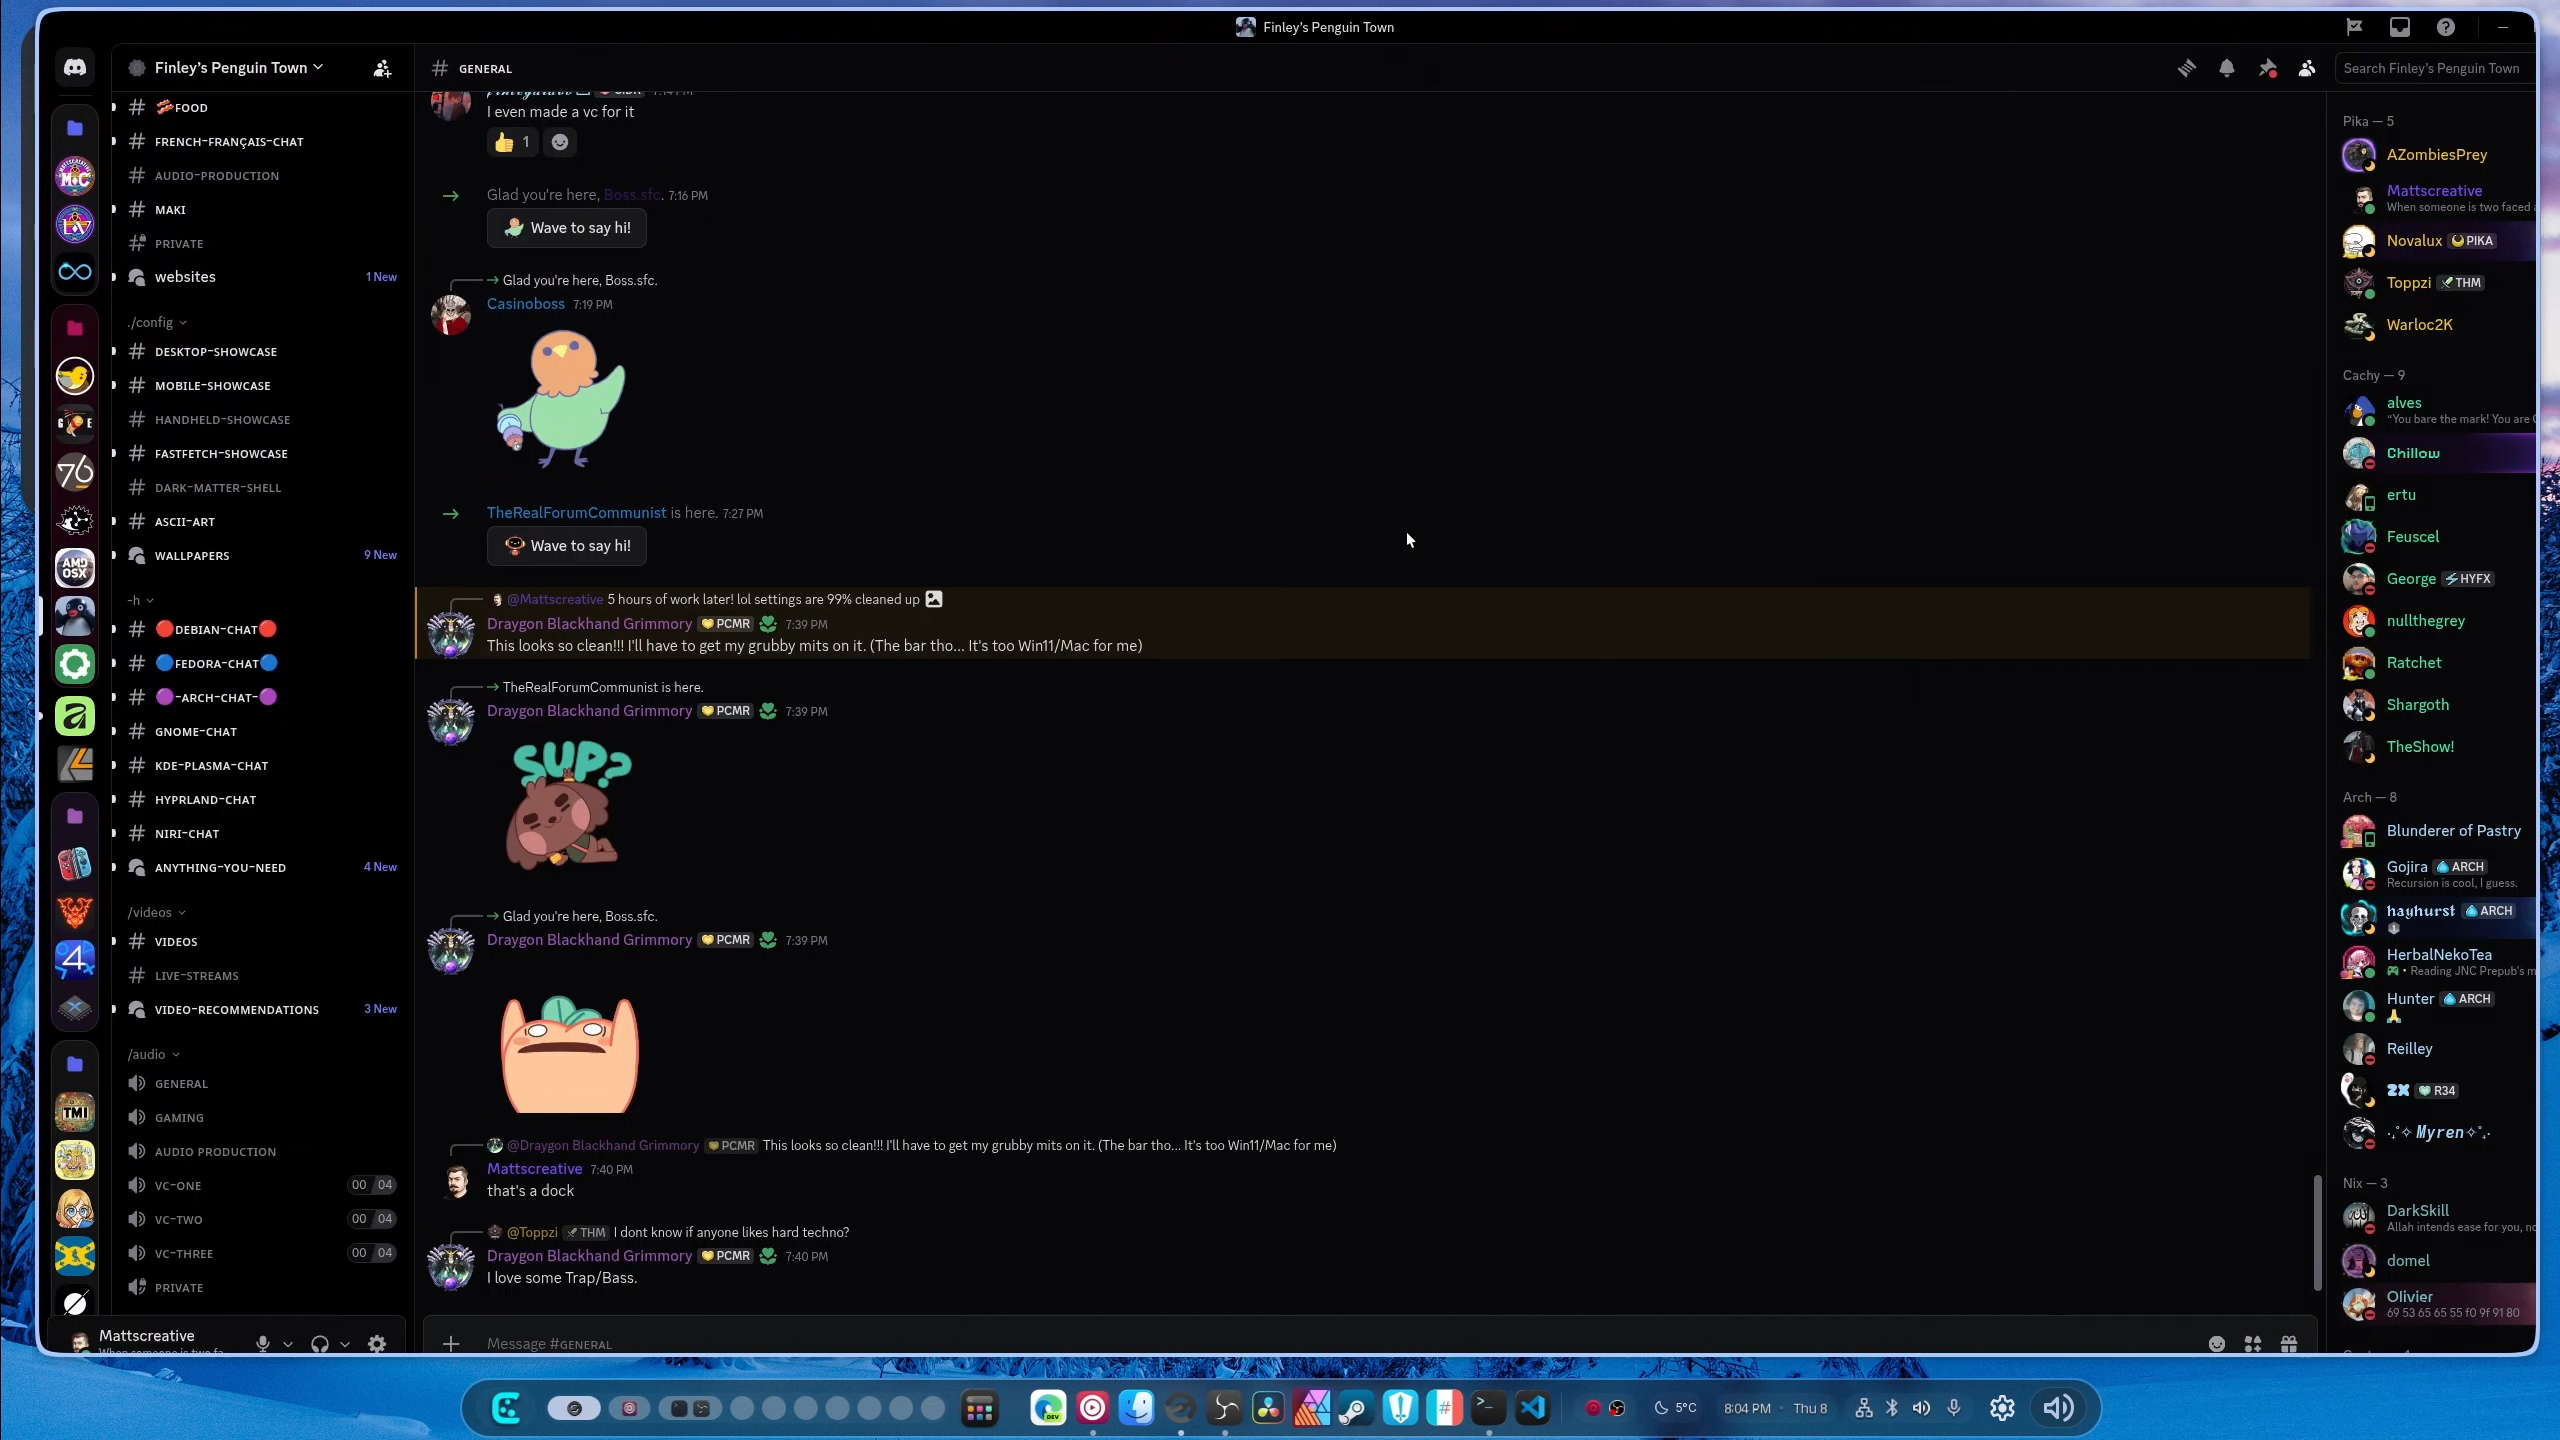 Finley's Penguin Town
Finley's Penguin Town
# GENERAL
Search Finley's Penguin Town
FOOD
FRENCH-FRANÇAIS-CHAT
AUDIO-PRODUCTION
MAKI
PRIVATE
websites 1 New
./config
DESKTOP-SHOWCASE
MOBILE-SHOWCASE
HANDHELD-SHOWCASE
FASTFETCH-SHOWCASE
DARK-MATTER-SHELL
ASCII-ART
WALLPAPERS 9 New
-h
DEBIAN-CHAT
FEDORA-CHAT
-ARCH-CHAT-
GNOME-CHAT
KDE-PLASMA-CHAT
HYPRLAND-CHAT
NIRI-CHAT
ANYTHING-YOU-NEED 4 New
/videos
VIDEOS
LIVE-STREAMS
VIDEO-RECOMMENDATIONS 3 New
/audio
GENERAL
GAMING
AUDIO PRODUCTION
VC-ONE 00 04
VC-TWO 00 04
VC-THREE 00 04
PRIVATE
Mattscreative
I even made a vc for it
👍 1
Glad you're here, Boss.sfc. 7:16 PM
Wave to say hi!
Glad you're here, Boss.sfc.
Casinoboss 7:19 PM
TheRealForumCommunist is here. 7:27 PM
Wave to say hi!
@Mattscreative 5 hours of work later! lol settings are 99% cleaned up
Draygon Blackhand Grimmory PCMR 7:39 PM
This looks so clean!!! I'll have to get my grubby mits on it. (The bar tho... It's too Win11/Mac for me)
TheRealForumCommunist is here.
Draygon Blackhand Grimmory PCMR 7:39 PM
SUP?
Glad you're here, Boss.sfc.
Draygon Blackhand Grimmory PCMR 7:39 PM
@Draygon Blackhand Grimmory PCMR This looks so clean!!! I'll have to get my grubby mits on it. (The bar tho... It's too Win11/Mac for me)
Mattscreative 7:40 PM
that's a dock
@Toppzi THM I dont know if anyone likes hard techno?
Draygon Blackhand Grimmory PCMR 7:40 PM
I love some Trap/Bass.
Message #GENERAL
Pika — 5
AZombiesPrey
Mattscreative
When someone is two faced
Novalux PIKA
Toppzi THM
Warloc2K
Cachy — 9
alves
“You bare the mark! You are
Chillow
ertu
Feuscel
George HYFX
nullthegrey
Ratchet
Shargoth
TheShow!
Arch — 8
Blunderer of Pastry
Gojira ARCH
Recursion is cool, I guess.
hayhurst ARCH
HerbalNekoTea
• Reading JNC Prepub's m
Hunter ARCH
🙏
Reilley
ZX R34
Myren
Nix — 3
DarkSkill
Allah intends ease for you, no
domel
Olivier
69 53 65 65 55 f0 9f 91 80
M C
76
AMD
OSX
TMI
DEV
5°C
8:04 PM • Thu 8